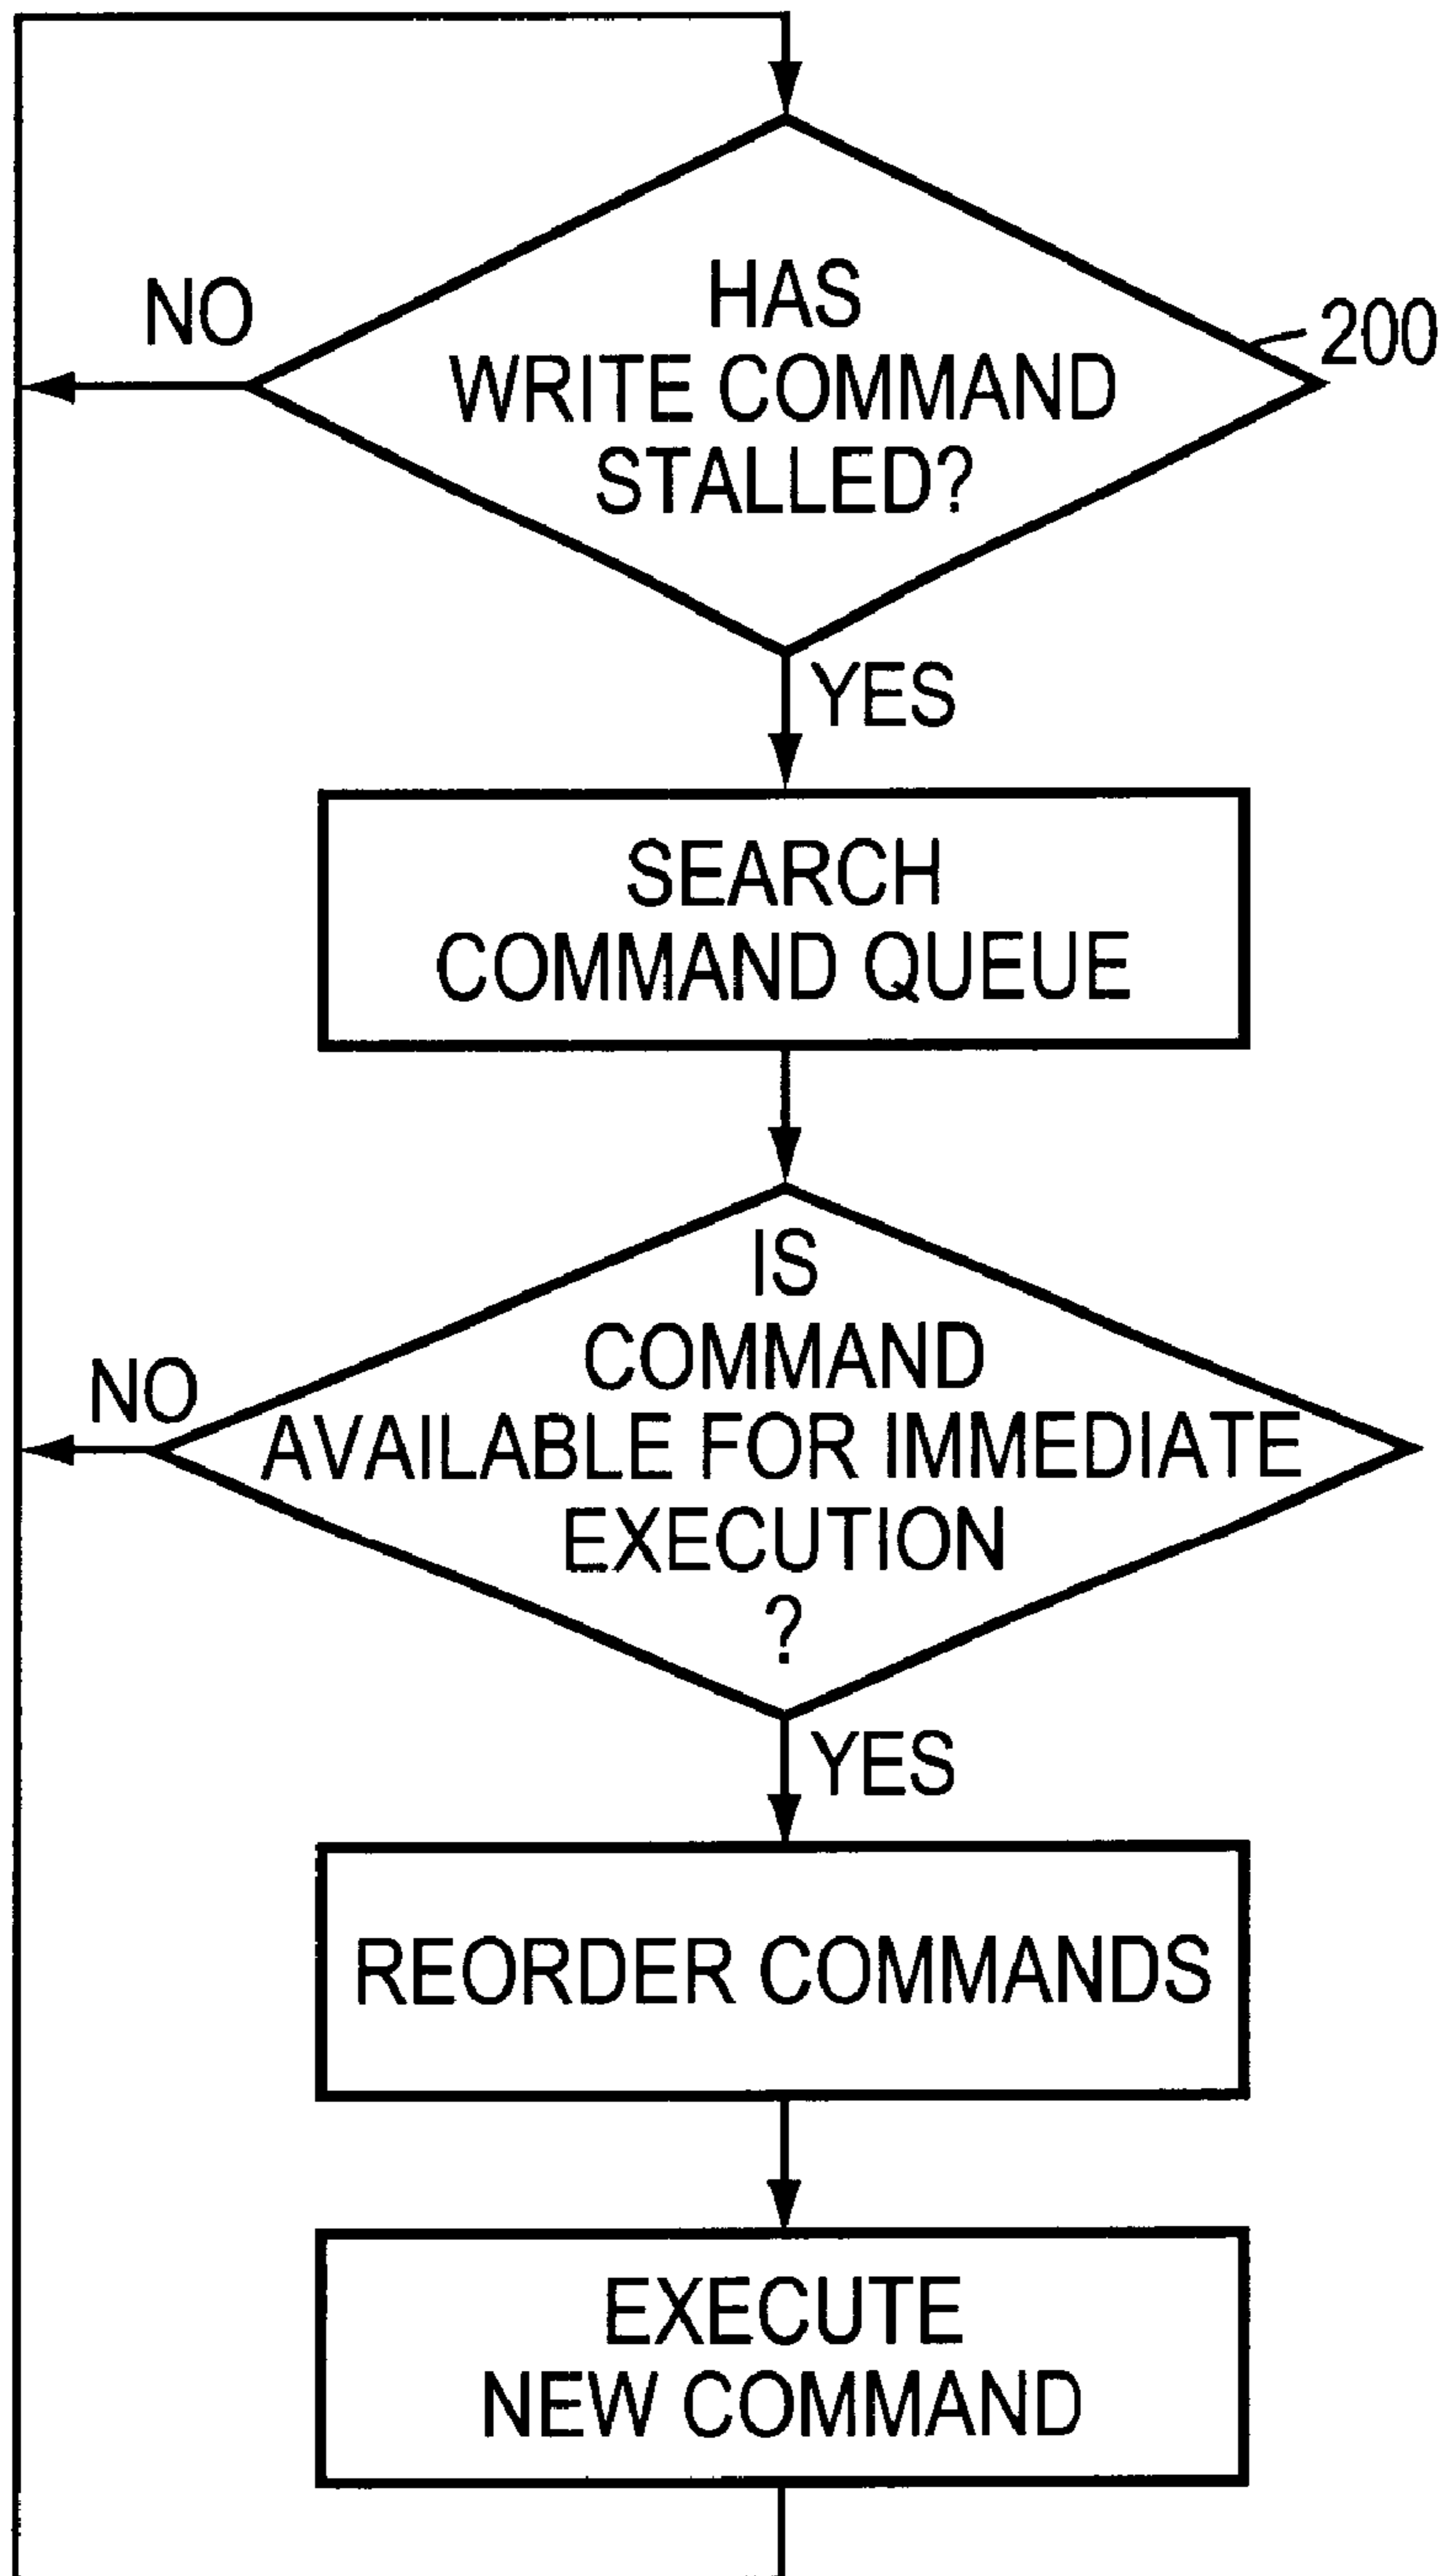 HAS
WRITE COMMAND
STALLED?
NO
200
YES
SEARCH
COMMAND QUEUE
IS
COMMAND
AVAILABLE FOR IMMEDIATE
EXECUTION
?
NO
YES
REORDER COMMANDS
EXECUTE
NEW COMMAND